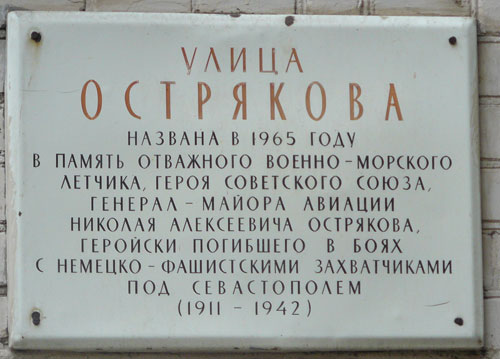 УЛИЦА
ОСТРЯКОВА
НАЗВАНА В 1965 ГОДУ
В ПАМЯТЬ ОТВАЖНОГО ВОЕННО-МОРСКОГО
ЛЕТЧИКА, ГЕРОЯ СОВЕТСКОГО СОЮЗА,
ГЕНЕРАЛ-МАЙОРА АВИАЦИИ
НИКОЛАЯ АЛЕКСЕЕВИЧА ОСТРЯКОВА,
ГЕРОЙСКИ ПОГИБШЕГО В БОЯХ
С НЕМЕЦКО-ФАШИСТСКИМИ ЗАХВАТЧИКАМИ
ПОД СЕВАСТОПОЛЕМ
(1911 - 1942)